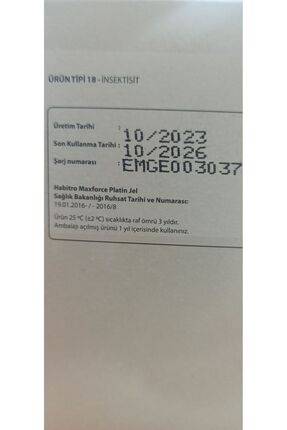 ÜRÜN TİPİ 18 - İNSEKTİSİT
Üretim Tarihi : 10/2023
Son Kullanma Tarihi : 10/2026
Şarj numarası : EMGE003037
Habitro Maxforce Platin Jel
Sağlık Bakanlığı Ruhsat Tarihi ve Numarası:
19.01.2016- / - 2016/8
Ürün 25 ºC (±2 ºC) sıcaklıkta raf ömrü 3 yıldır.
Ambalajı açılmış ürünü 1 yıl içerisinde kullanınız.